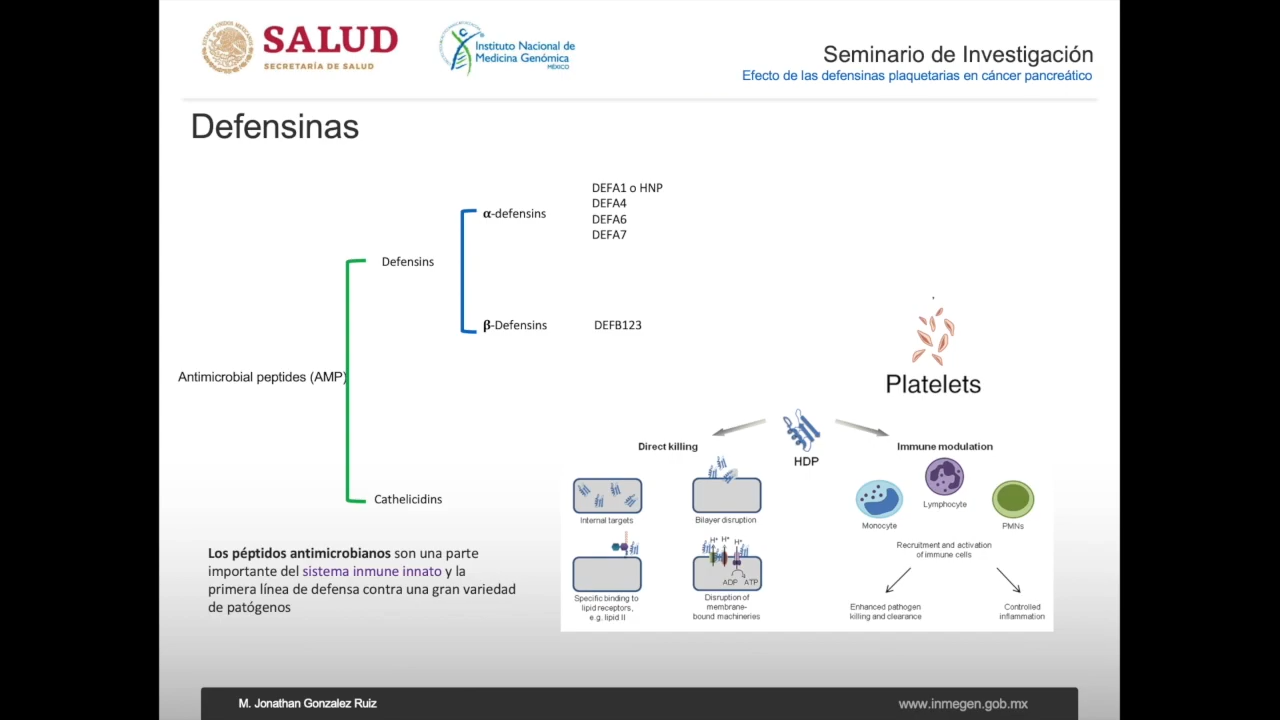 SALUD
SECRETARÍA DE SALUD
Instituto Nacional de
Medicina Genómica
MÉXICO
Seminario de Investigación
Efecto de las defensinas plaquetarias en cáncer pancreático
Defensinas
DEFA1 o HNP
DEFA4
DEFA6
DEFA7
α-defensins
Defensins
β-Defensins
DEFB123
Antimicrobial peptides (AMP)
Platelets
Direct killing
HDP
Immune modulation
Internal targets
Bilayer disruption
Monocyte
Lymphocyte
PMNs
H+ H+ H+
ADP ATP
Specific binding to
lipid receptors,
e.g. lipid II
Disruption of
membrane-
bound machineries
Recruitment and activation
of immune cells
Enhanced pathogen
killing and clearance
Controlled
inflammation
Cathelicidins
Los péptidos antimicrobianos son una parte
importante del sistema inmune innato y la
primera línea de defensa contra una gran variedad
de patógenos
M. Jonathan Gonzalez Ruiz
www.inmegen.gob.mx